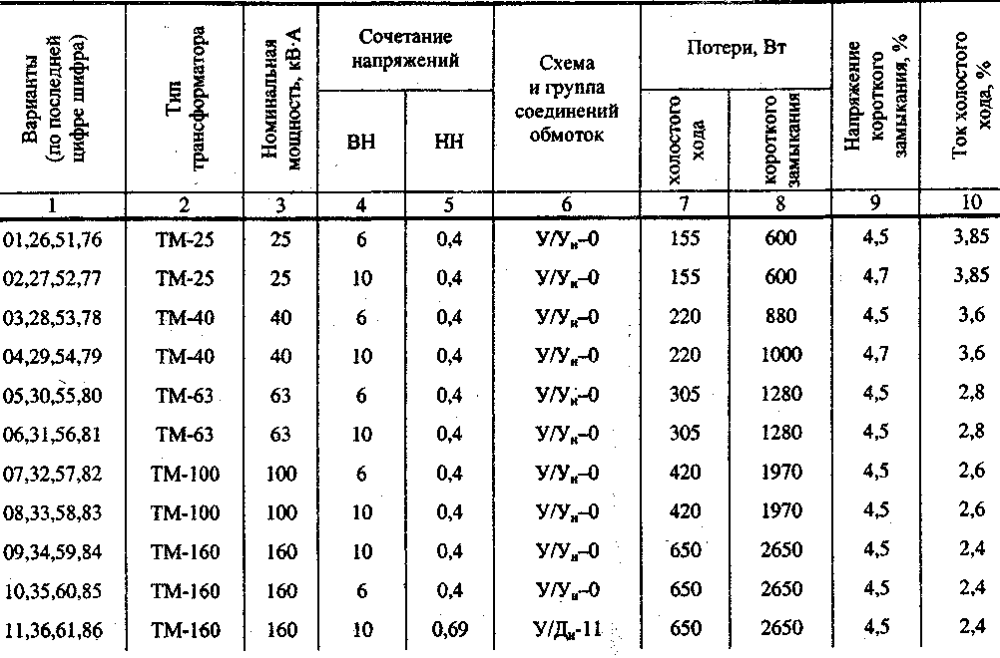 Варианты (по последней цифре шифра)
Тип трансформатора
Номинальная мощность, кВ·А
Сочетание напряжений
ВН
НН
Схема и группа соединений обмоток
Потери, Вт
холостого хода
короткого замыкания
Напряжение короткого замыкания, %
Ток холостого хода, %
1 2 3 4 5 6 7 8 9 10
01,26,51,76 ТМ-25 25 6 0,4 У/Ун–0 155 600 4,5 3,85
02,27,52,77 ТМ-25 25 10 0,4 У/Ун–0 155 600 4,7 3,85
03,28,53,78 ТМ-40 40 6 0,4 У/Ун–0 220 880 4,5 3,6
04,29,54,79 ТМ-40 40 10 0,4 У/Ун–0 220 1000 4,7 3,6
05,30,55,80 ТМ-63 63 6 0,4 У/Ун–0 305 1280 4,5 2,8
06,31,56,81 ТМ-63 63 10 0,4 У/Ун–0 305 1280 4,5 2,8
07,32,57,82 ТМ-100 100 6 0,4 У/Ун–0 420 1970 4,5 2,6
08,33,58,83 ТМ-100 100 10 0,4 У/Ун–0 420 1970 4,5 2,6
09,34,59,84 ТМ-160 160 10 0,4 У/Ун–0 650 2650 4,5 2,4
10,35,60,85 ТМ-160 160 6 0,4 У/Ун–0 650 2650 4,5 2,4
11,36,61,86 ТМ-160 160 10 0,69 У/Дн-11 650 2650 4,5 2,4